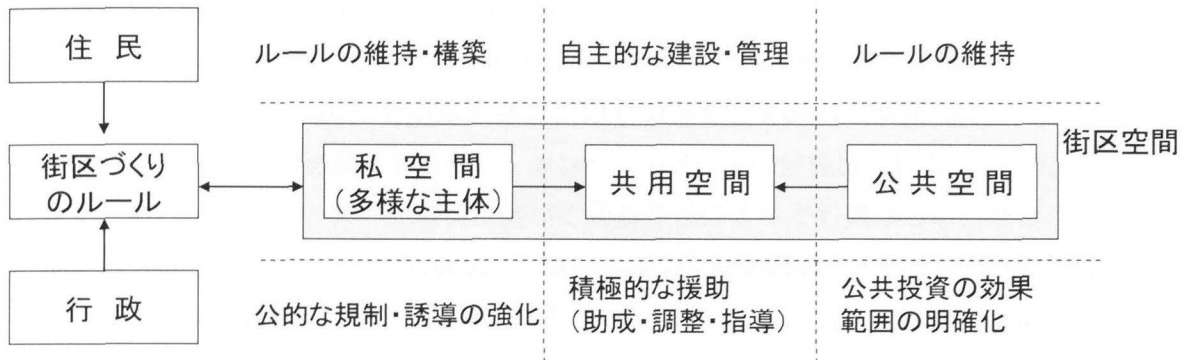 住民
ルールの維持・構築
自主的な建設・管理
ルールの維持
街区づくり
のルール
私空間
(多様な主体)
共用空間
公共空間
街区空間
行政
公的な規制・誘導の強化
積極的な援助
(助成・調整・指導)
公共投資の効果
範囲の明確化